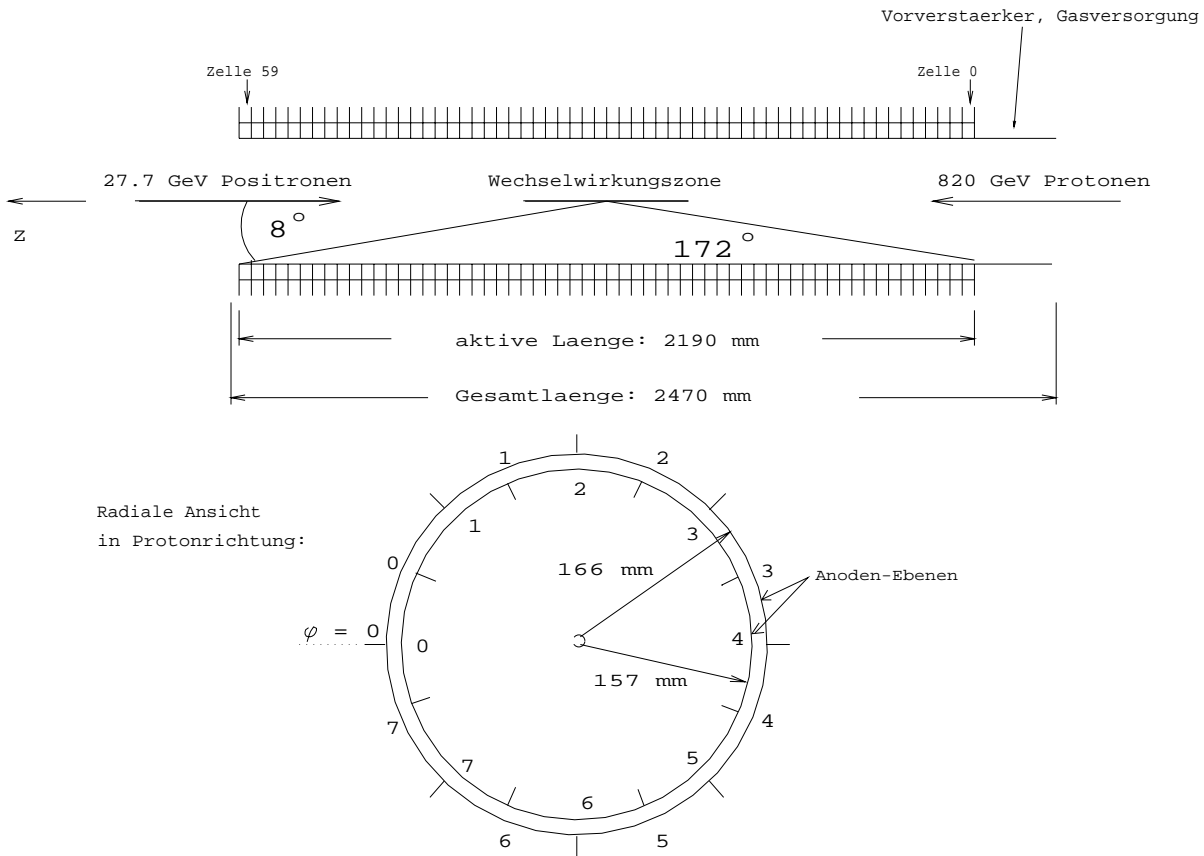 Vorverstaerker, Gasversorgung
Zelle 59
Zelle 0
27.7 GeV Positronen
Wechselwirkungszone
820 GeV Protonen
Z
8°
172°
aktive Laenge: 2190 mm
Gesamtlaenge: 2470 mm
1
2
2
Radiale Ansicht
in Protonrichtung:
1
3
0
166 mm
3
Anoden-Ebenen
φ = 0
0
4
157 mm
7
4
7
5
6
6
5